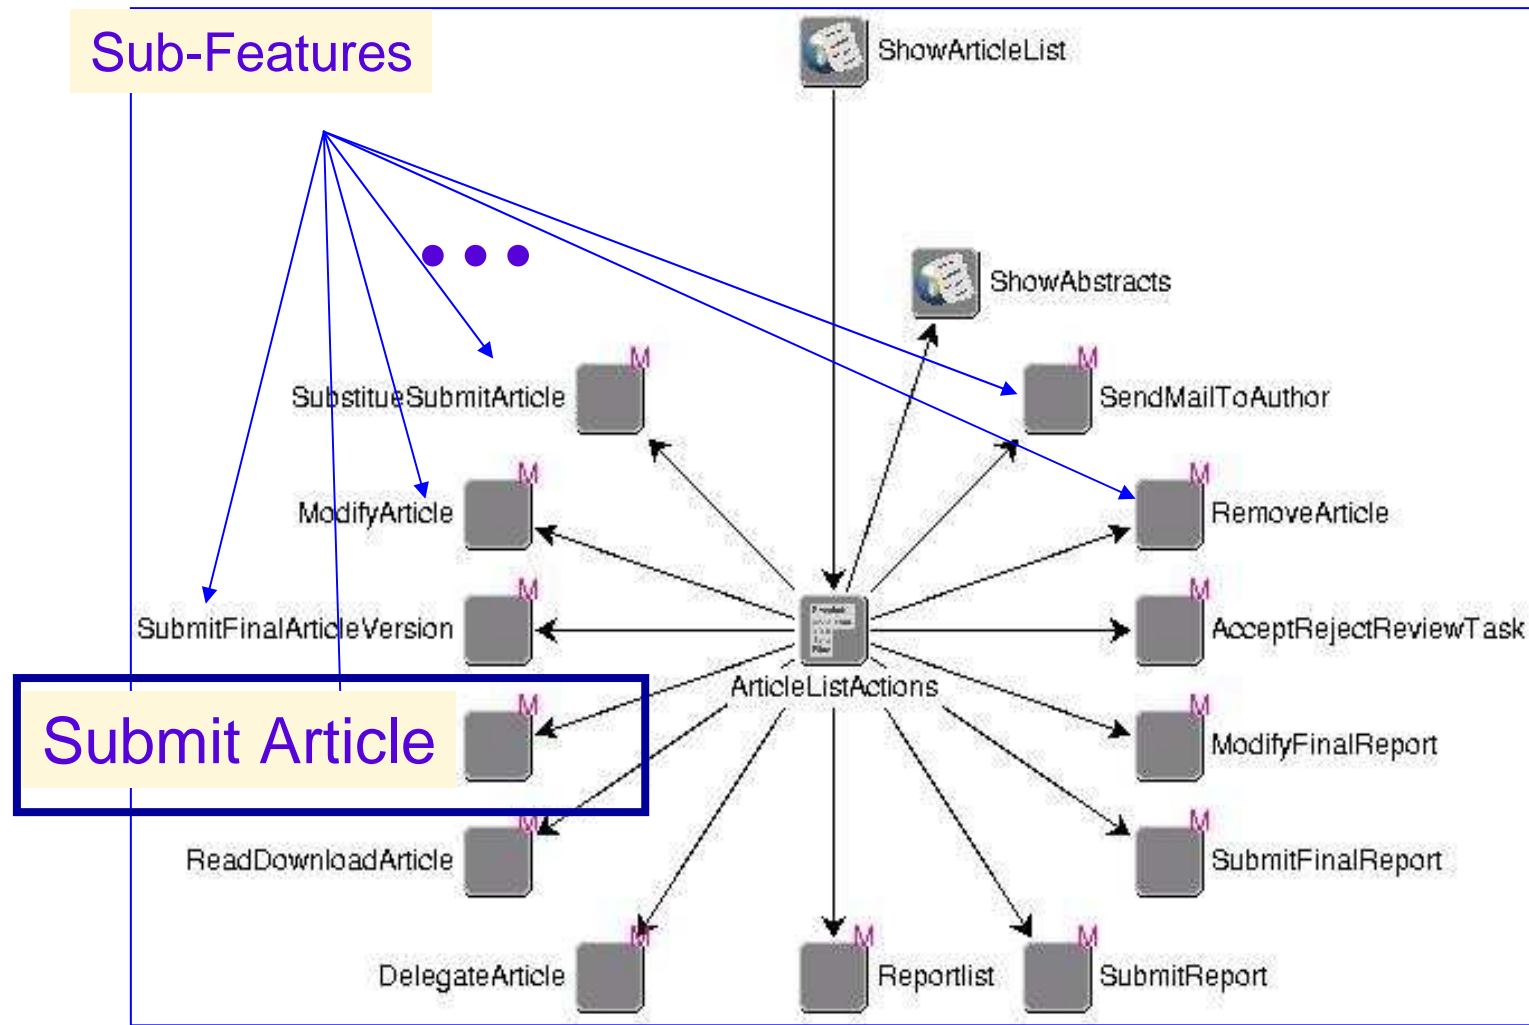 Sub-Features
ShowArticleList
ShowAbstracts
M
SubstitueSubmitArticle
M
SendMailToAuthor
M
ModifyArticle
M
RemoveArticle
M
SubmitFinalArticleVersion
M
AcceptRejectReviewTask
ArticleListActions
M
Submit Article
M
ModifyFinalReport
M
ReadDownloadArticle
M
SubmitFinalReport
M
DelegateArticle
M
Reportlist
M
SubmitReport